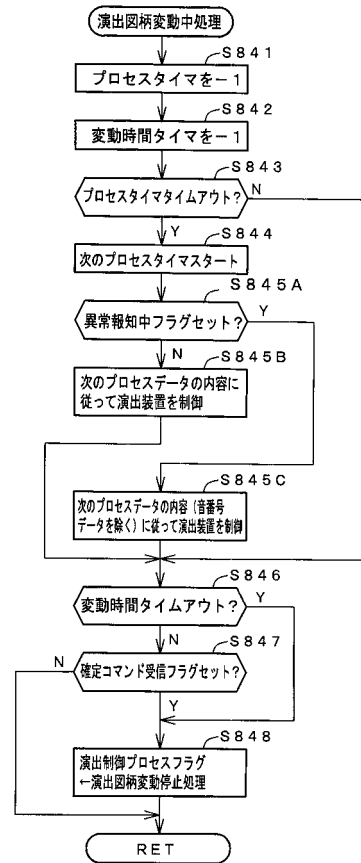 演出図柄変動中処理
S841
プロセスタイマを－1
S842
変動時間タイマを－1
S843
プロセスタイマタイムアウト？
N
Y
S844
次のプロセスタイマスタート
S845A
異常報知中フラグセット？
Y
N
S845B
次のプロセスデータの内容に
従って演出装置を制御
S845C
次のプロセスデータの内容（音番号
データを除く）に従って演出装置を制御
S846
変動時間タイムアウト？
Y
N
S847
N
確定コマンド受信フラグセット？
Y
S848
演出制御プロセスフラグ
←演出図柄変動停止処理
RET